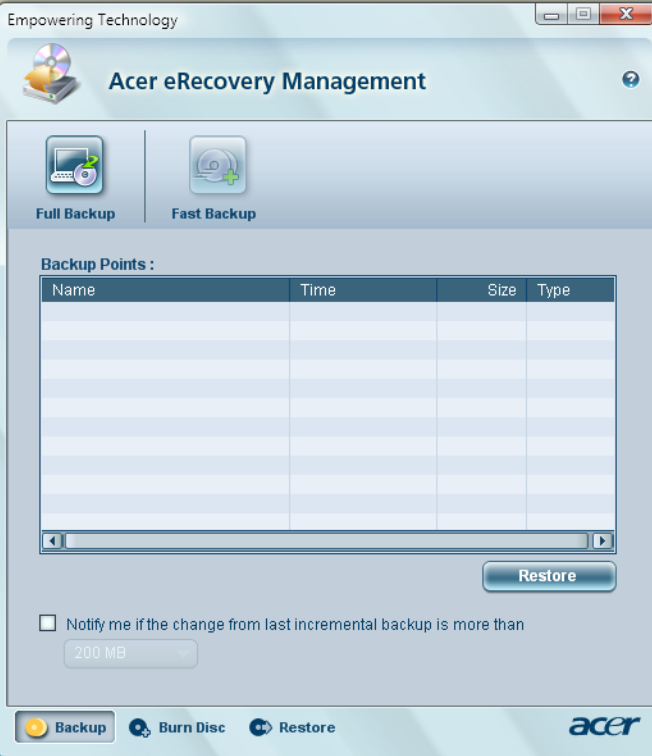 Empowering Technology
Acer eRecovery Management
Full Backup
Fast Backup
Backup Points :
Name Time Size Type
Restore
Notify me if the change from last incremental backup is more than
200 MB
Backup Burn Disc Restore acer